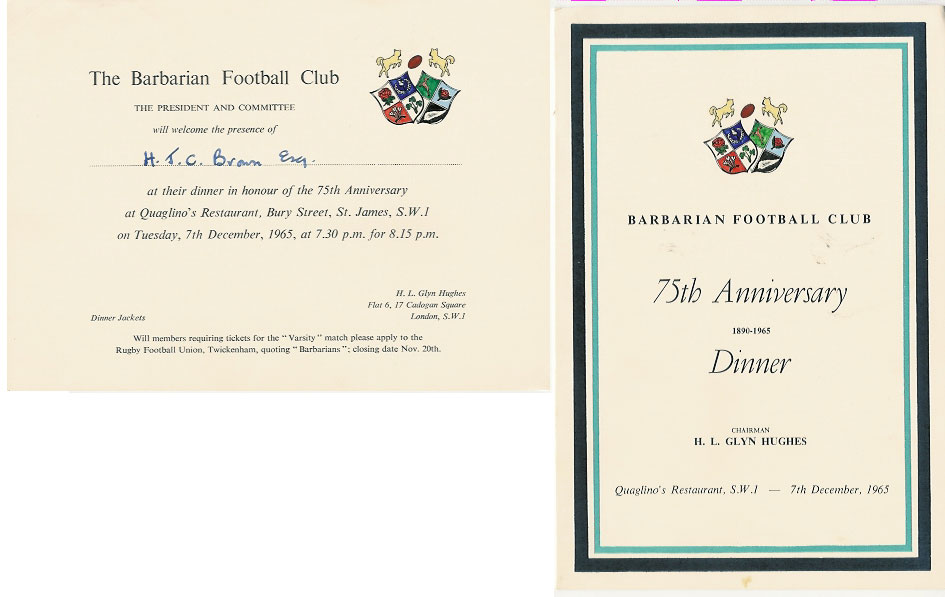 The Barbarian Football Club
THE PRESIDENT AND COMMITTEE
will welcome the presence of
H. J. C. Brown Esq.
at their dinner in honour of the 75th Anniversary
at Quaglino's Restaurant, Bury Street, St. James, S.W.1
on Tuesday, 7th December, 1965, at 7.30 p.m. for 8.15 p.m.
H. L. Glyn Hughes
Flat 6, 17 Cadogan Square
London, S.W.1
Dinner Jackets
Will members requiring tickets for the "Varsity" match please apply to the
Rugby Football Union, Twickenham, quoting "Barbarians"; closing date Nov. 20th.
BARBARIAN FOOTBALL CLUB
75th Anniversary
1890-1965
Dinner
CHAIRMAN
H. L. GLYN HUGHES
Quaglino's Restaurant, S.W.1 — 7th December, 1965